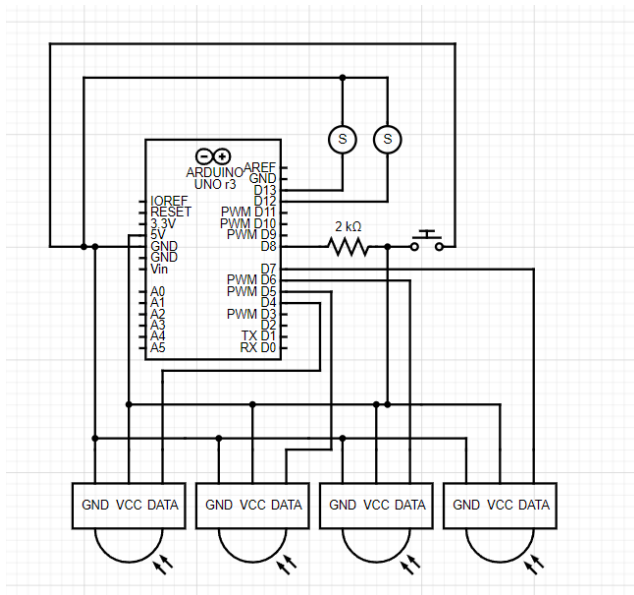 S S
ARDUINO
UNO r3
AREF
GND
D13
D12
PWM D11
PWM D10
PWM D9
D8
D7
PWM D6
PWM D5
D4
PWM D3
D2
TX D1
RX D0
IOREF
RESET
3.3V
5V
GND
GND
Vin
A0
A1
A2
A3
A4
A5
2 kΩ
GND VCC DATA
GND VCC DATA
GND VCC DATA
GND VCC DATA